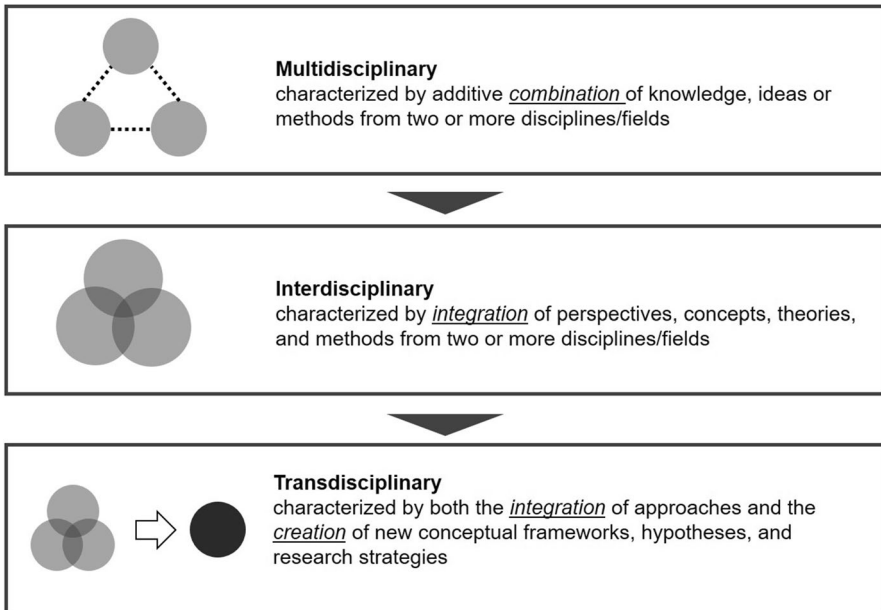 Multidisciplinary
characterized by additive combination of knowledge, ideas or
methods from two or more disciplines/fields
Interdisciplinary
characterized by integration of perspectives, concepts, theories,
and methods from two or more disciplines/fields
Transdisciplinary
characterized by both the integration of approaches and the
creation of new conceptual frameworks, hypotheses, and
research strategies